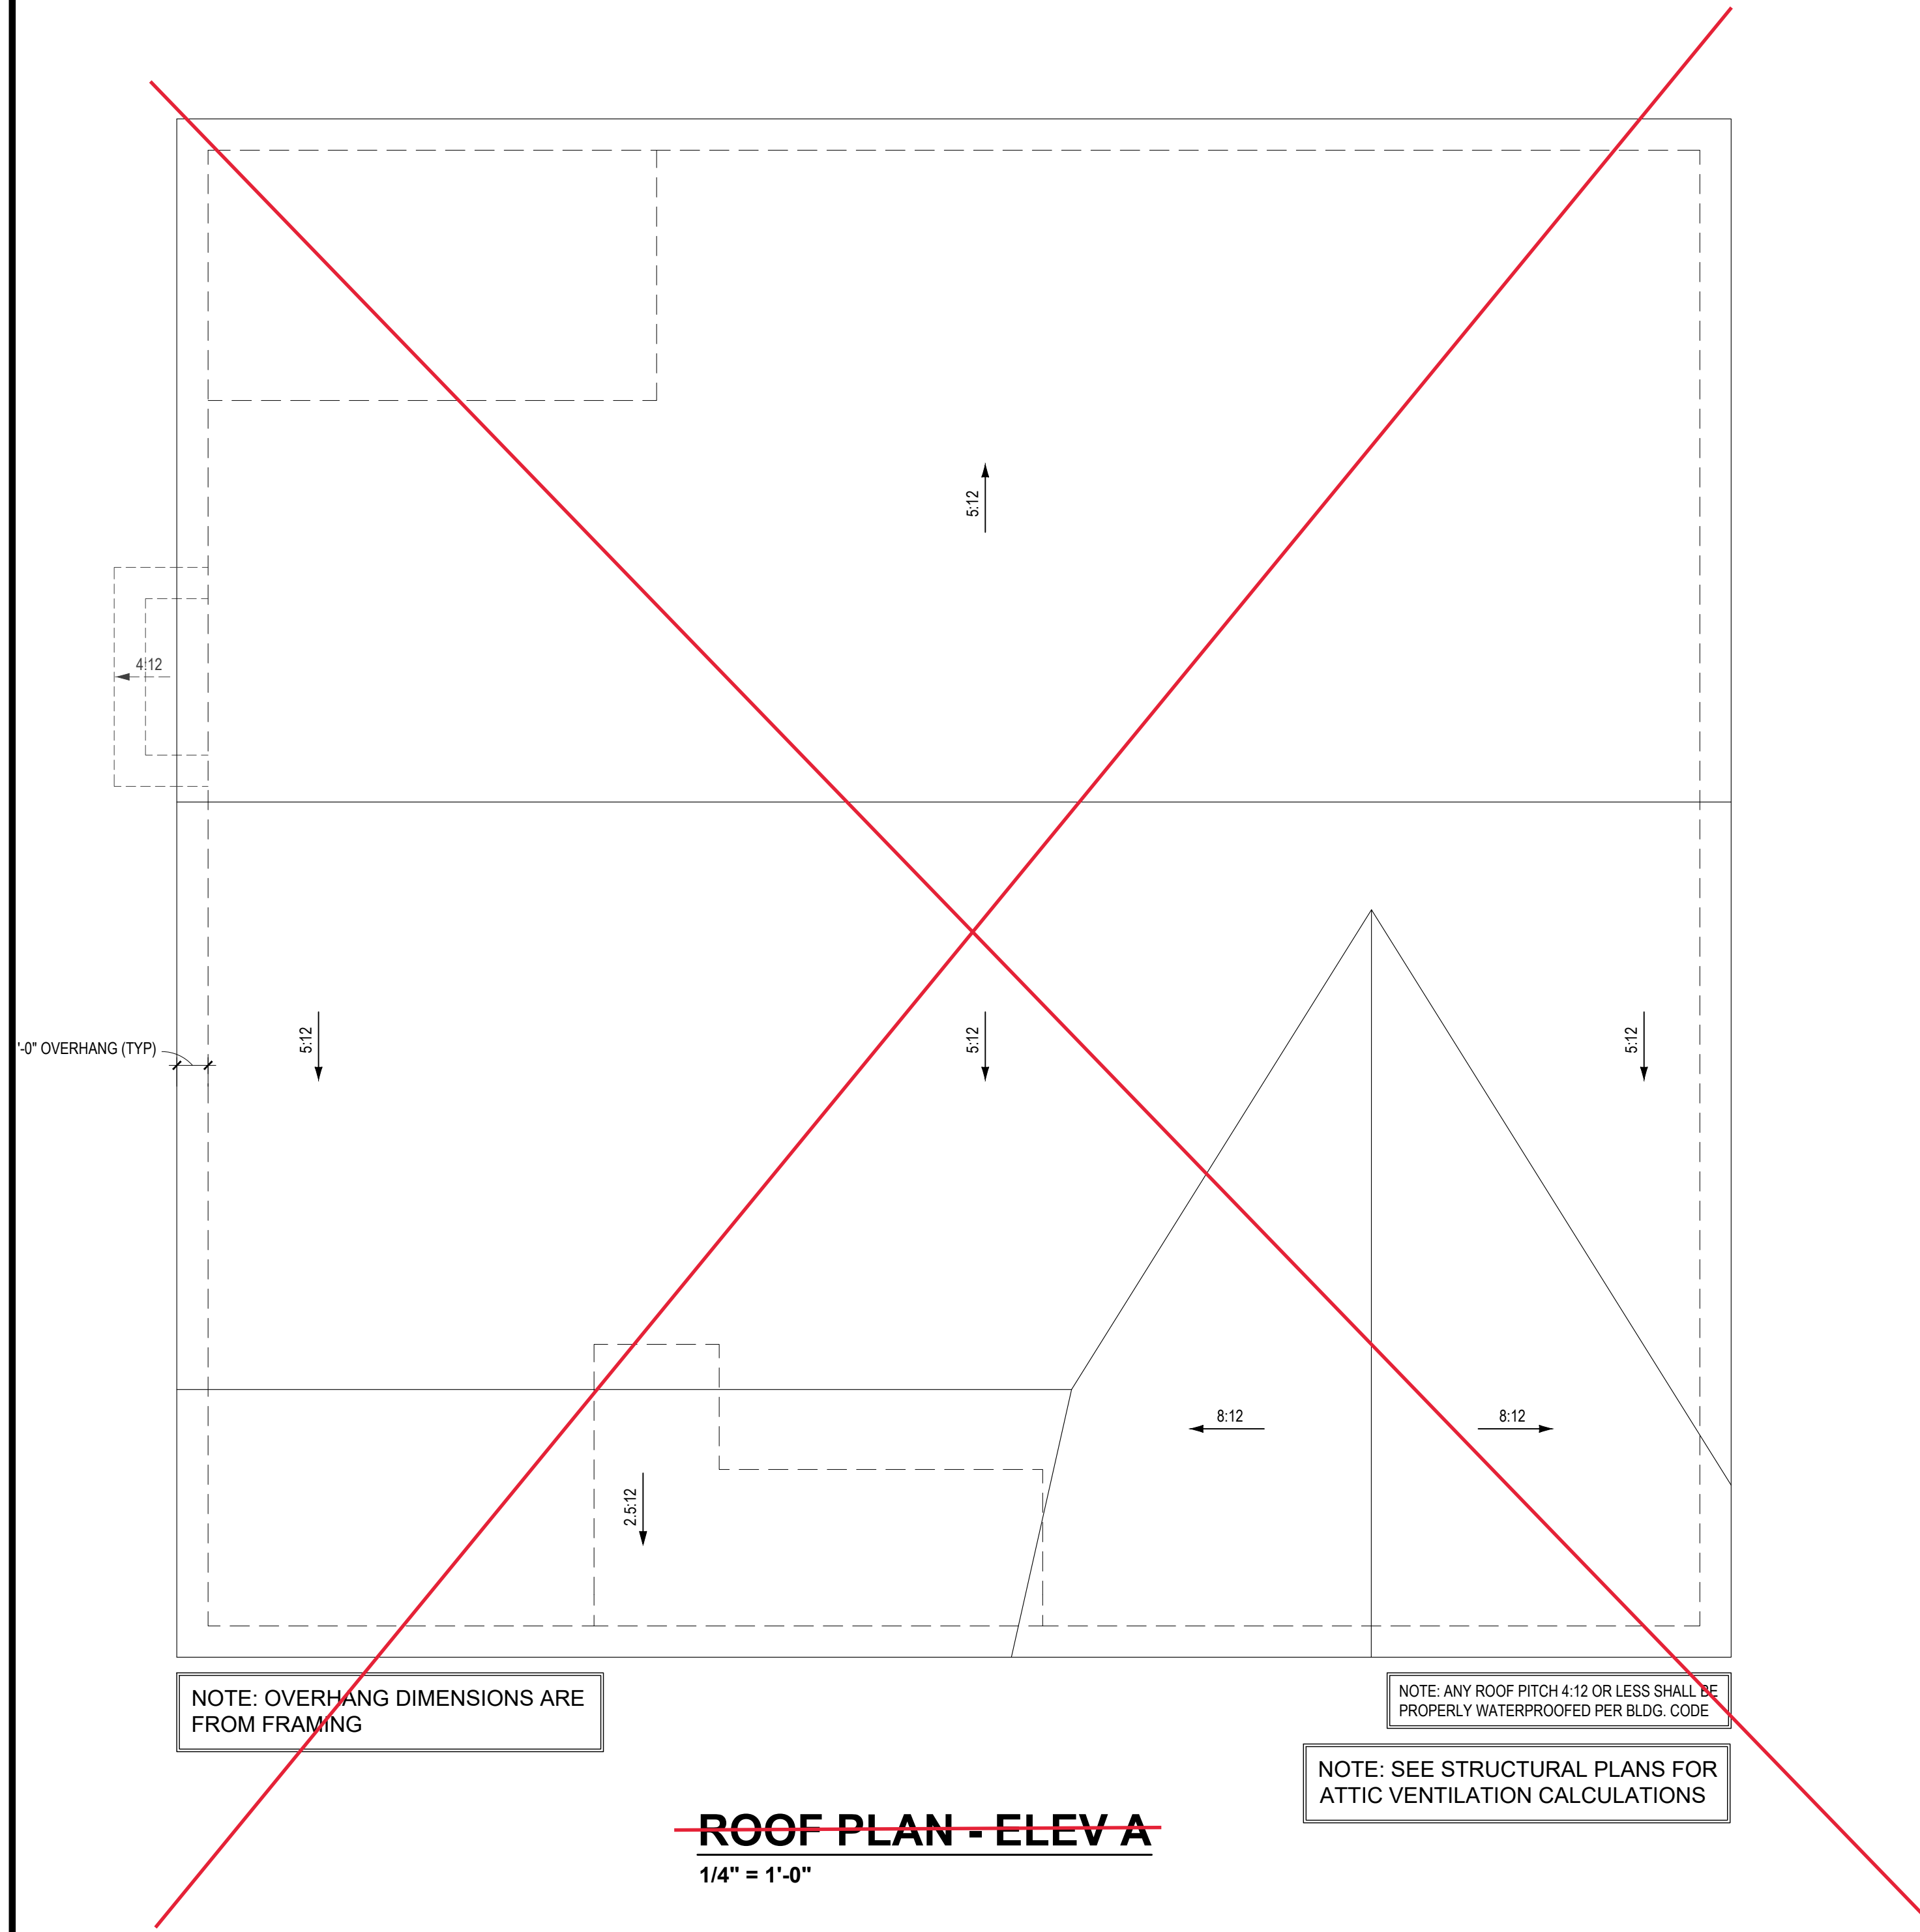 5:12
4:12
'-0" OVERHANG (TYP)
5:12
5:12
5:12
8:12
8:12
2.5:12
NOTE: OVERHANG DIMENSIONS ARE
FROM FRAMING
NOTE: ANY ROOF PITCH 4:12 OR LESS SHALL BE
PROPERLY WATERPROOFED PER BLDG. CODE
NOTE: SEE STRUCTURAL PLANS FOR
ATTIC VENTILATION CALCULATIONS
ROOF PLAN - ELEV A
1/4" = 1'-0"